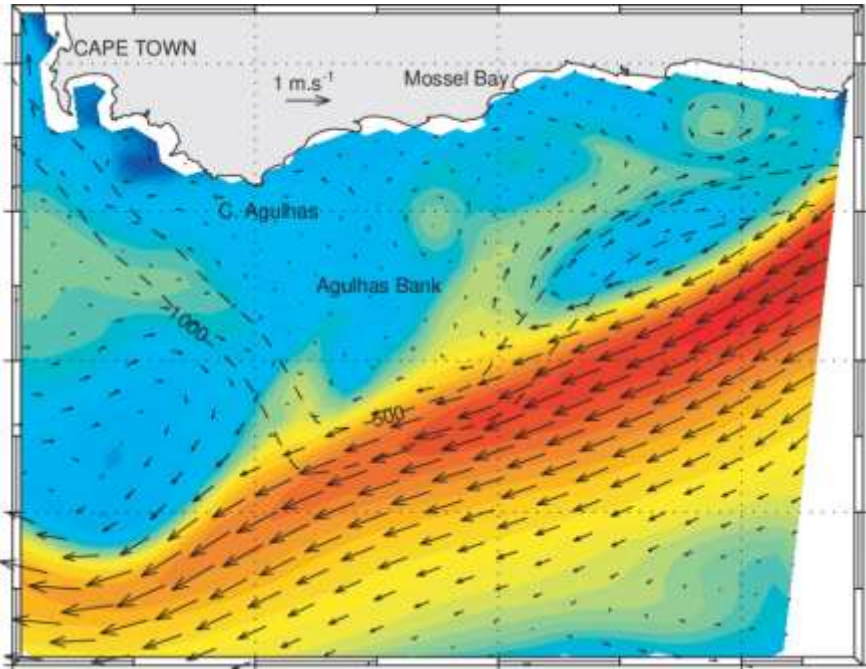 CAPE TOWN
Mossel Bay
1 m.s⁻¹
C. Agulhas
Agulhas Bank
-1000
-500